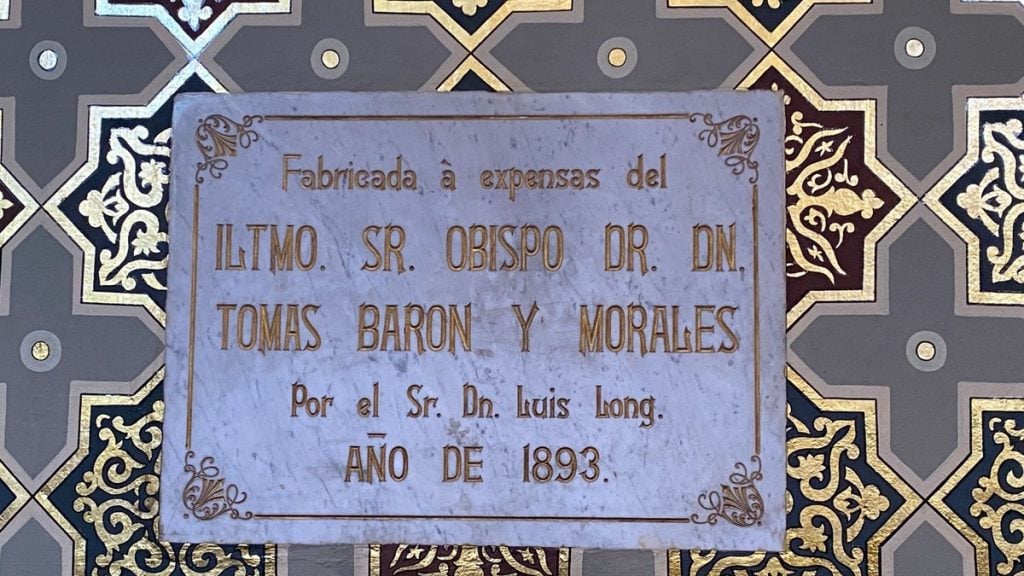 Fabricada à expensas del
ILTMO. SR. OBISPO DR. DN.
TOMAS BARON Y MORALES
Por el Sr. Dn. Luis Long.
AÑO DE 1893.